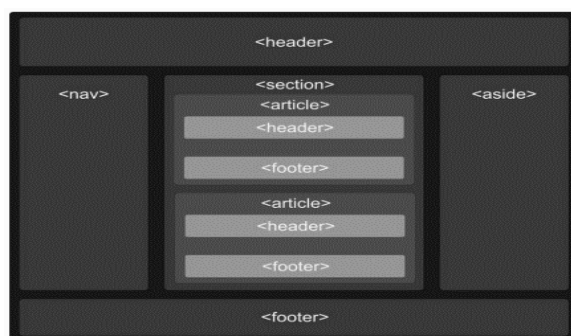 <header>
<nav>
<section>
<article>
<header>
<footer>
<article>
<header>
<footer>
<aside>
<footer>